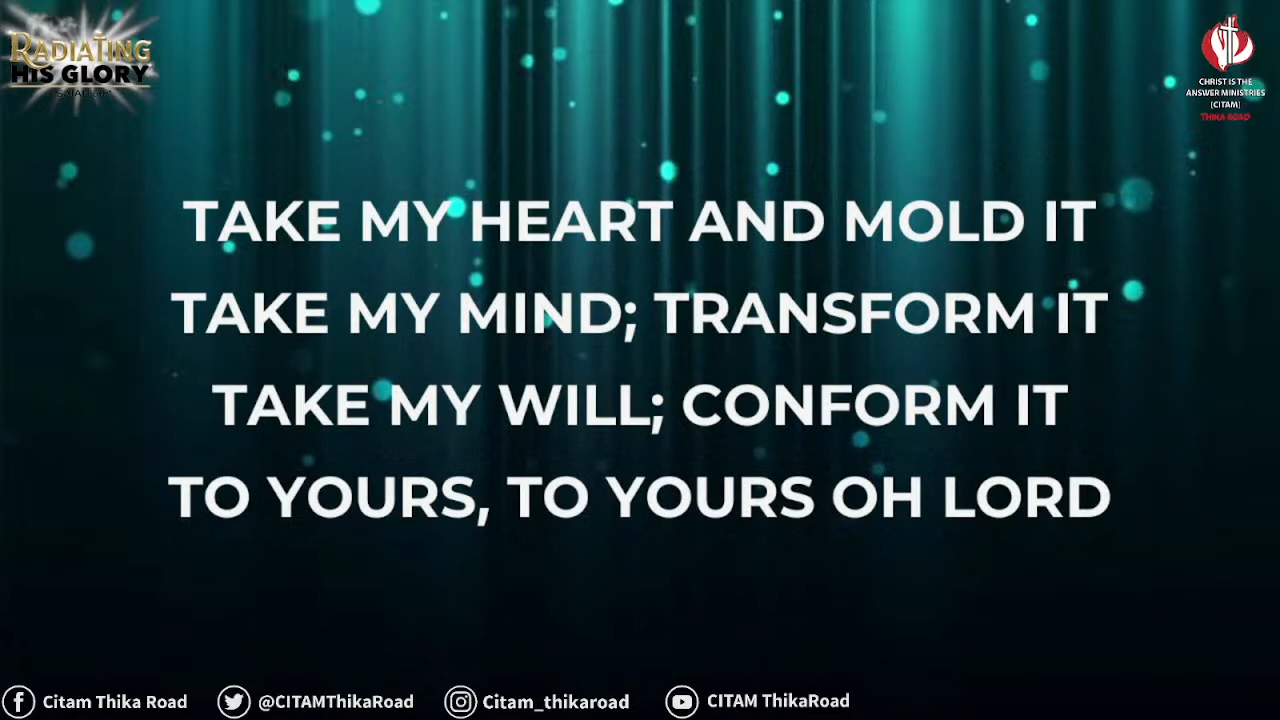 RADIATING
HIS GLORY
CHRIST IS THE
ANSWER MINISTRIES
(CITAM)
THIKA ROAD
TAKE MY HEART AND MOLD IT
TAKE MY MIND; TRANSFORM IT
TAKE MY WILL; CONFORM IT
TO YOURS, TO YOURS OH LORD
Citam Thika Road
@CITAMThikaRoad
Citam_thikaroad
CITAM ThikaRoad